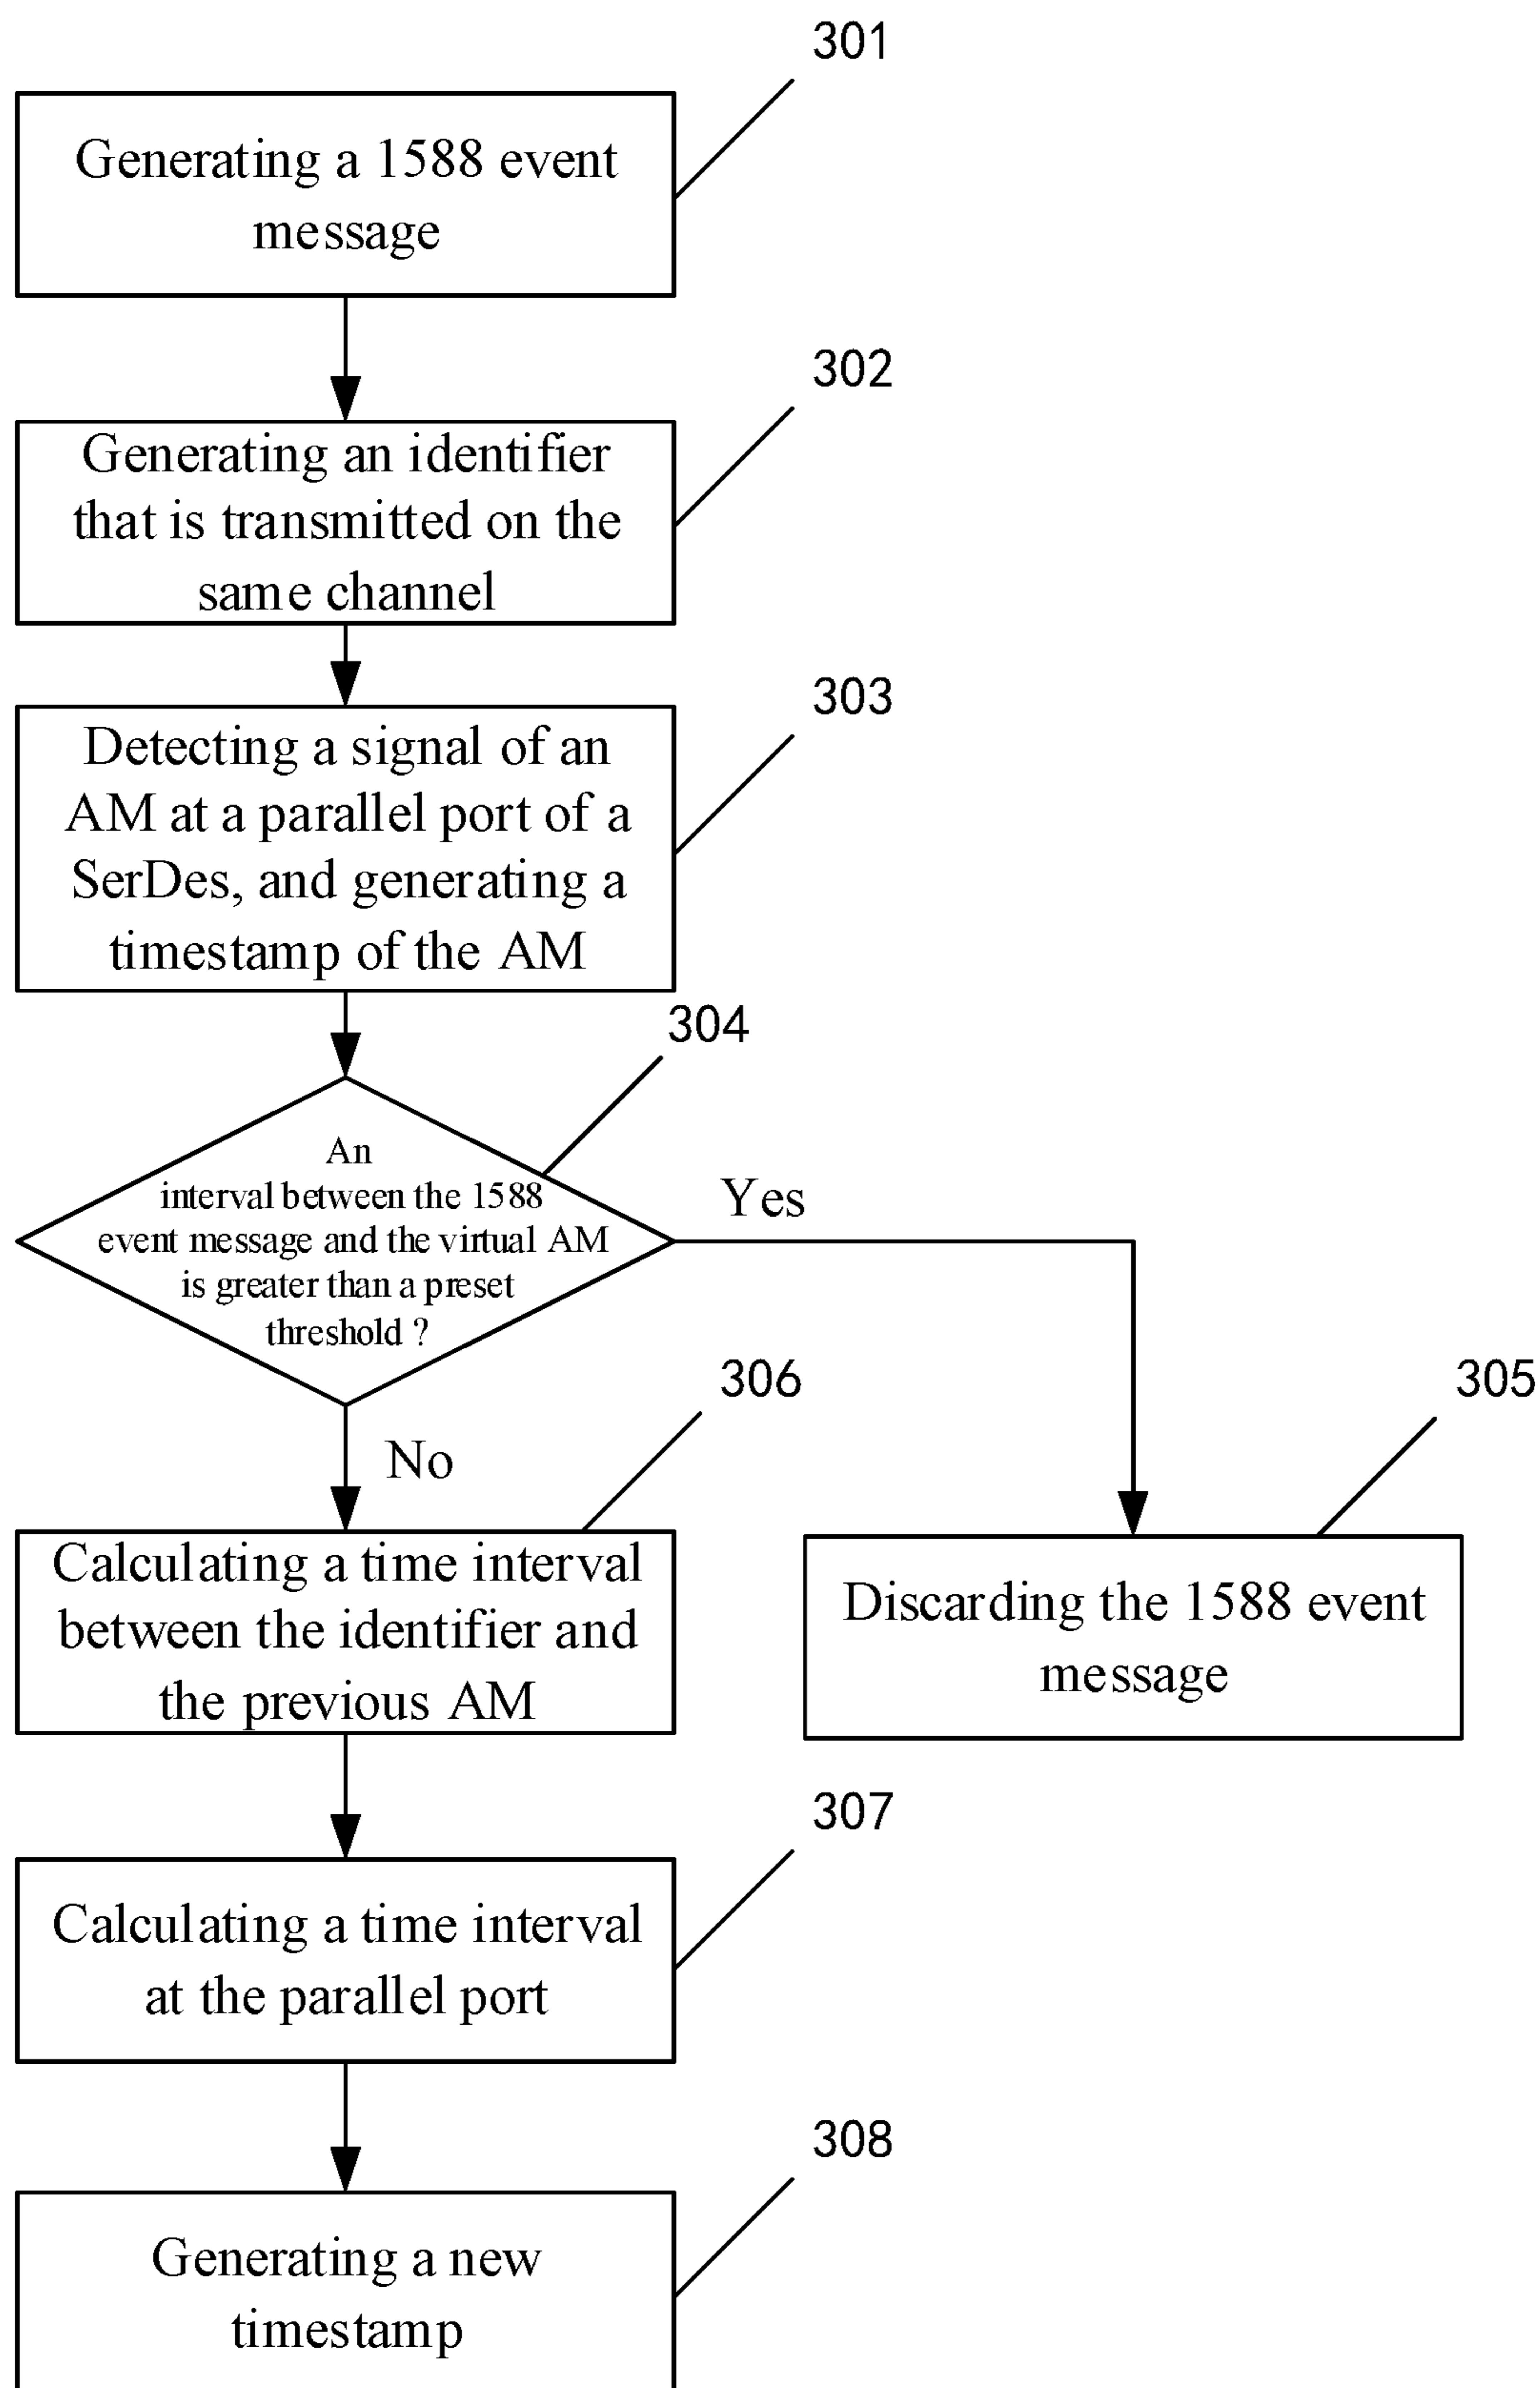 301
Generating a 1588 event
message
302
Generating an identifier
that is transmitted on the
same channel
303
Detecting a signal of an
AM at a parallel port of a
SerDes, and generating a
timestamp of the AM
304
An
interval between the 1588
event message and the virtual AM
is greater than a preset
threshold ?
Yes
No
306
Calculating a time interval
between the identifier and
the previous AM
305
Discarding the 1588 event
message
307
Calculating a time interval
at the parallel port
308
Generating a new
timestamp